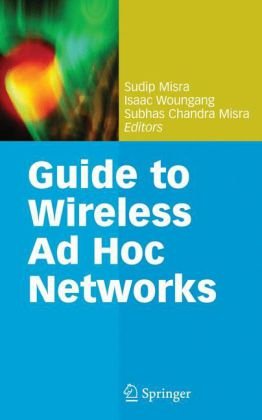 Sudip Misra
Isaac Woungang
Subhas Chandra Misra
Editors
Guide to
Wireless
Ad Hoc
Networks
Springer